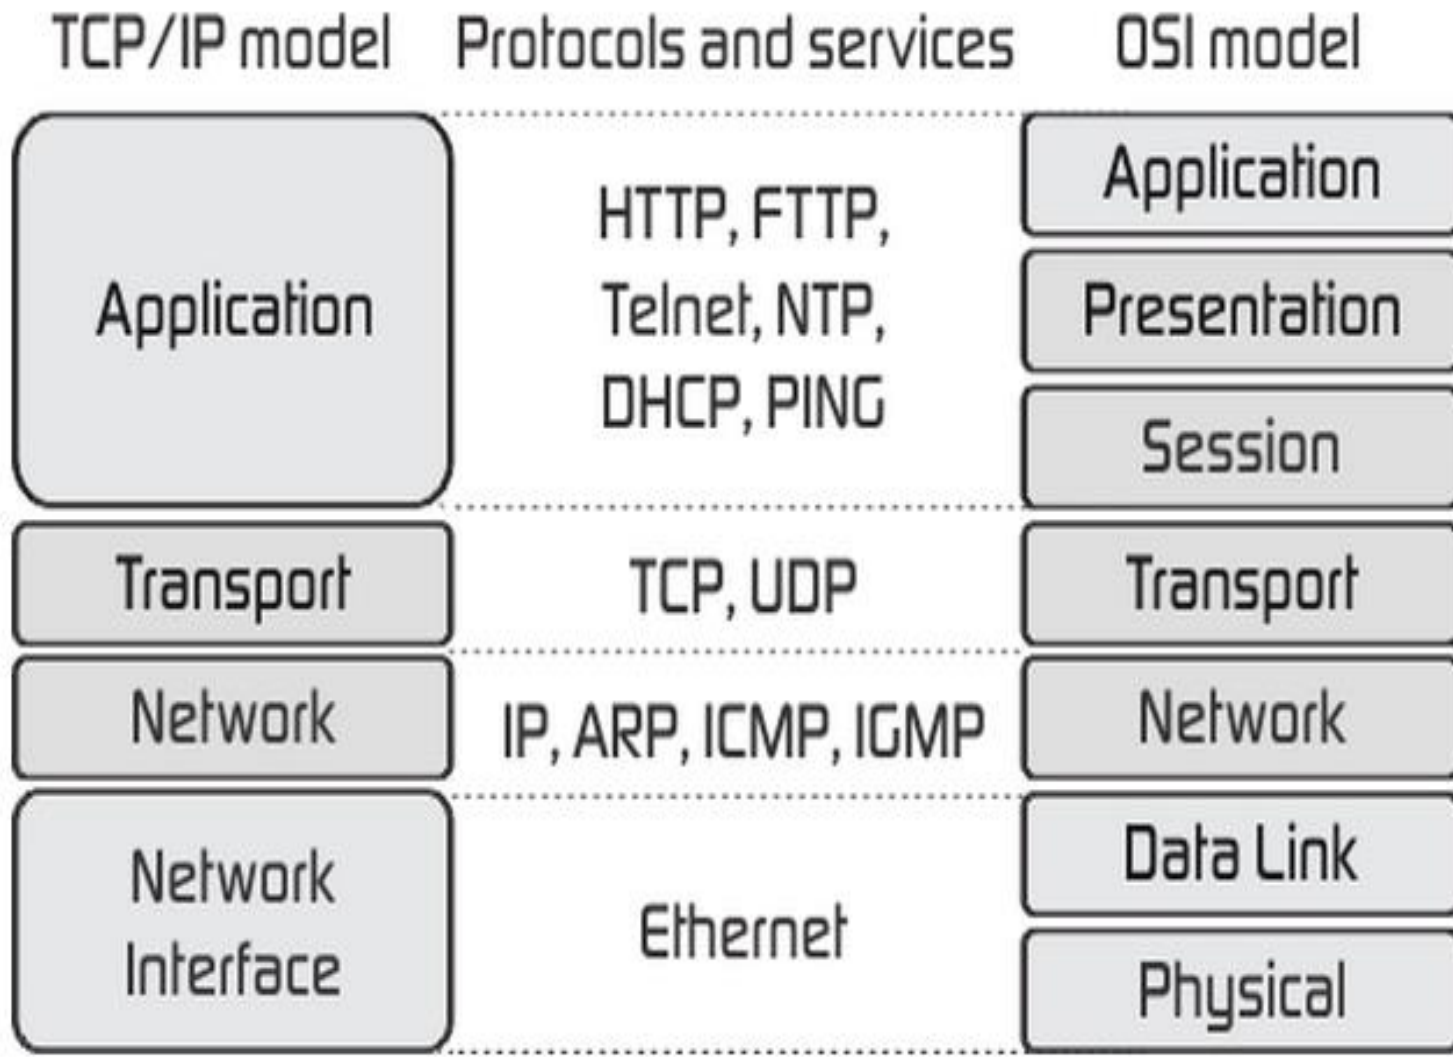 TCP/IP model
Protocols and services
OSI model
Application
HTTP, FTTP,
Telnet, NTP,
DHCP, PING
Application
Presentation
Session
Transport
TCP, UDP
Transport
Network
IP, ARP, ICMP, IGMP
Network
Network
Interface
Ethernet
Data Link
Physical